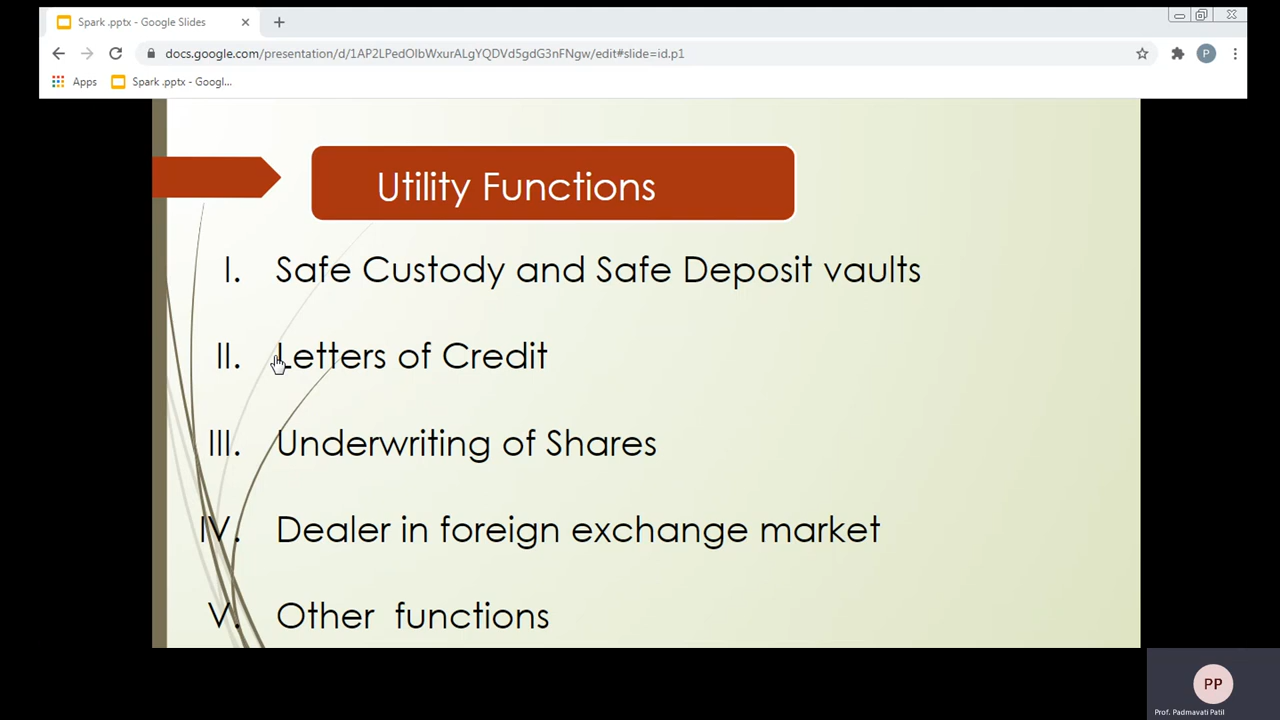 Spark .pptx - Google Slides
docs.google.com/presentation/d/1AP2LPedOlbWxurALgYQDVd5gdG3nFNgw/edit#slide=id.p1
P
Apps
Spark .pptx - Googl...
Utility Functions
I. Safe Custody and Safe Deposit vaults
II. Letters of Credit
III. Underwriting of Shares
IV. Dealer in foreign exchange market
V. Other functions
PP
Prof. Padmavati Patil